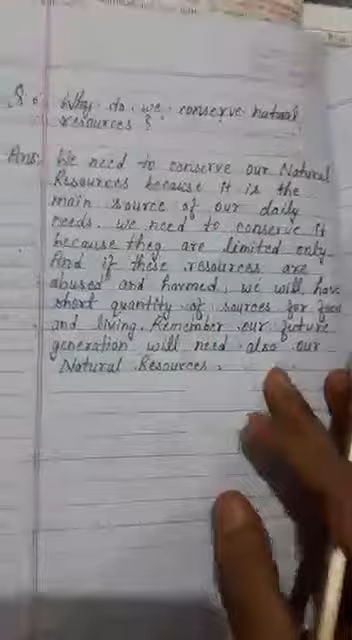 Why do we conserve natural
resources?
Ans: We need to conserve our Natural
Resources because it is the
main source of our daily
needs. We need to conserve it
because they are limited only.
And if these resources are
abused and harmed, we will have
short quantity of sources for food
and living. Remember our future
generation will need also our
Natural Resources.